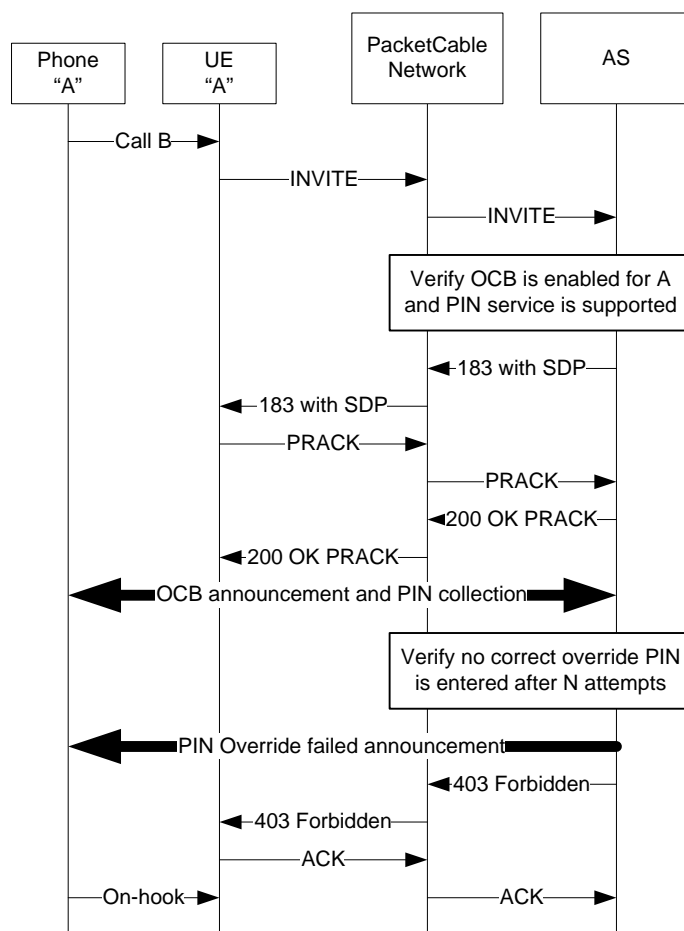 Phone
“A”
UE
“A”
PacketCable
Network
AS
Call B
INVITE
INVITE
Verify OCB is enabled for A
and PIN service is supported
183 with SDP
183 with SDP
PRACK
PRACK
200 OK PRACK
200 OK PRACK
OCB announcement and PIN collection
Verify no correct override PIN
is entered after N attempts
PIN Override failed announcement
403 Forbidden
403 Forbidden
ACK
On-hook
ACK